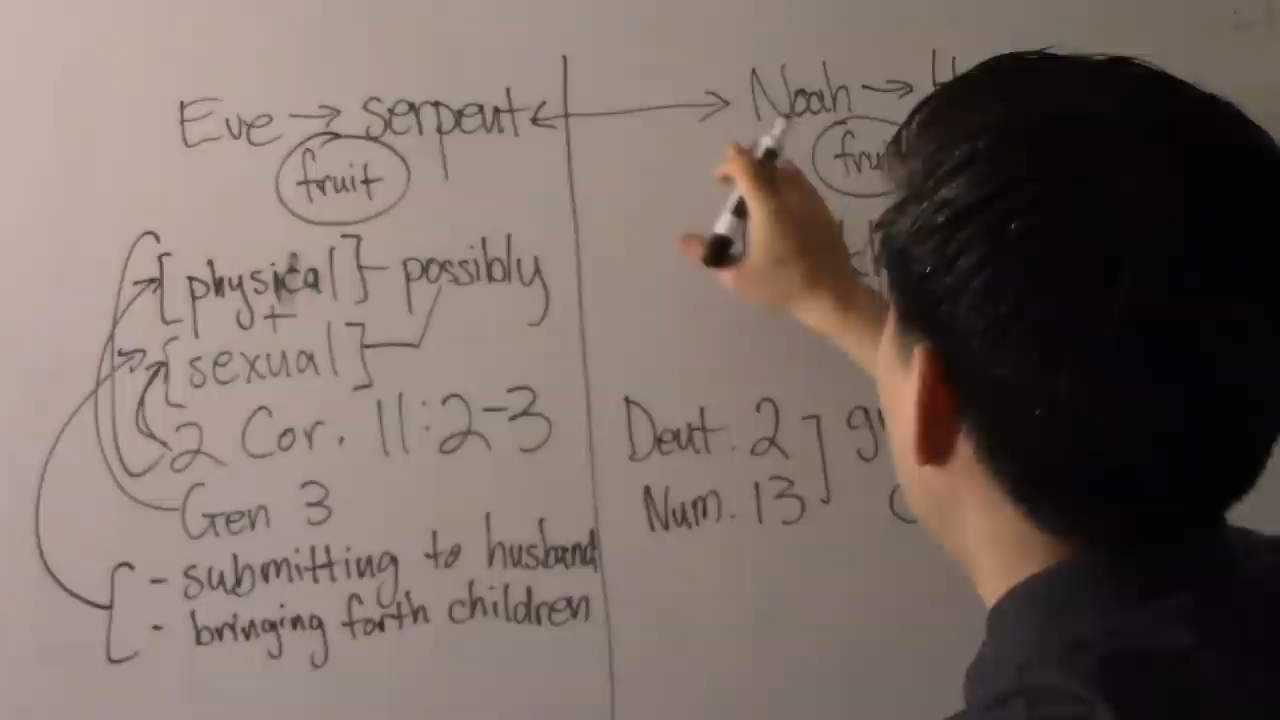 Eve → serpent ←→ Noah →
fruit
[physical] - possibly
+
[sexual]
2 Cor. 11:2-3
Gen 3
- submitting to husband
- bringing forth children
Deut. 2
Num. 13